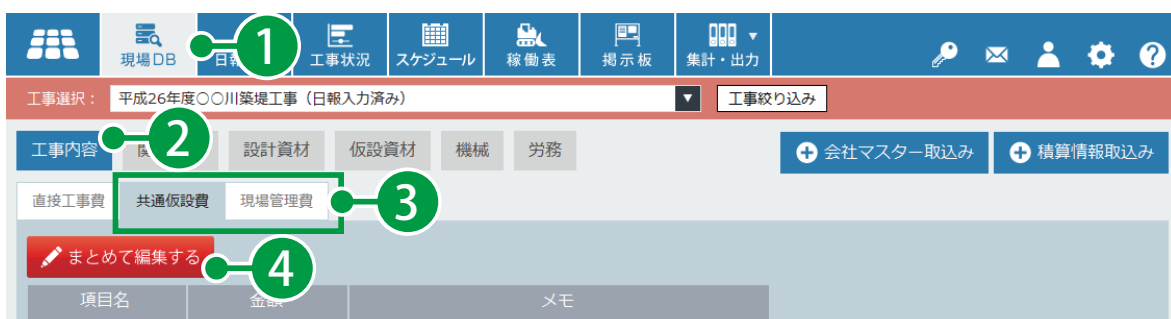 現場DB 日報 工事状況 スケジュール 稼働表 掲示板 集計・出力
1
工事選択： 平成26年度〇〇川築堤工事（日報入力済み） 工事絞り込み
工事内容 設計資材 仮設資材 機械 労務 会社マスター取込み 積算情報取込み
2
直接工事費 共通仮設費 現場管理費
3
まとめて編集する
4
項目名 金額 メモ